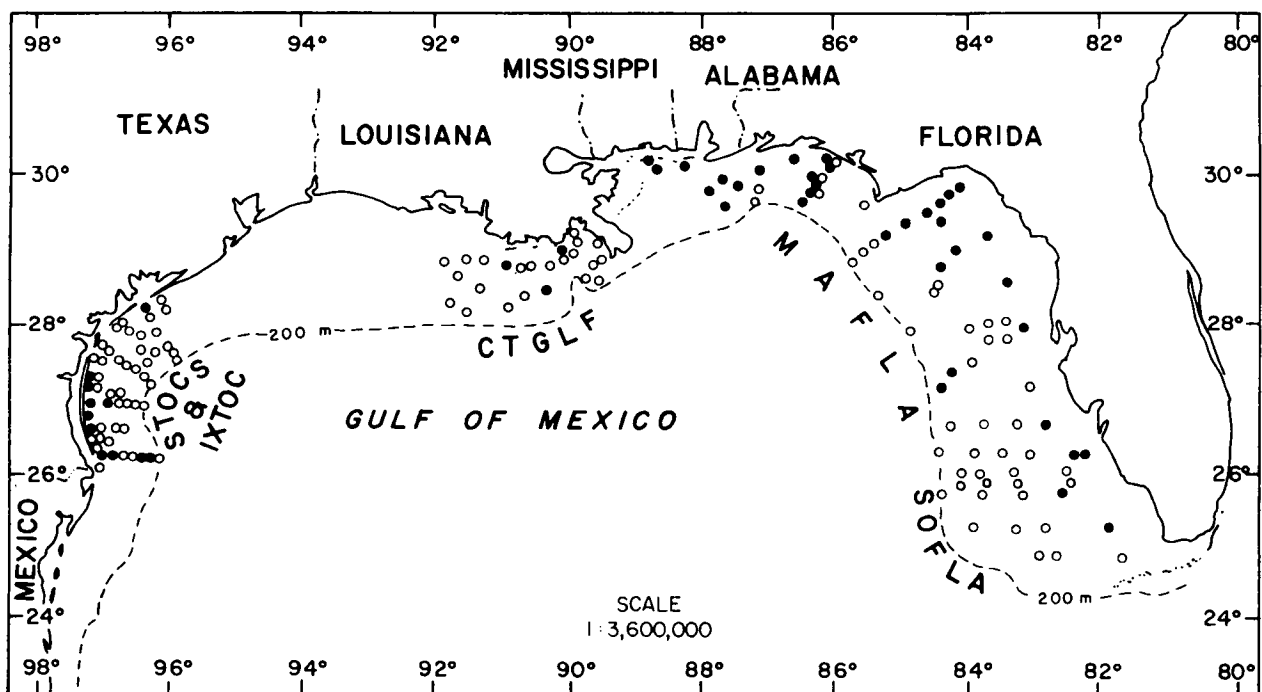 98° 96° 94° 92° 90° 88° 86° 84° 82° 80°
MISSISSIPPI ALABAMA
TEXAS LOUISIANA FLORIDA
30° 30°
MAFLA
28° 200 m 28°
CTGLF
STOCS
&
IXTOC
GULF OF MEXICO
26° 26°
SOFLA
MEXICO
200 m
24° SCALE 24°
1:3,600,000
98° 96° 94° 92° 90° 88° 86° 84° 82° 80°